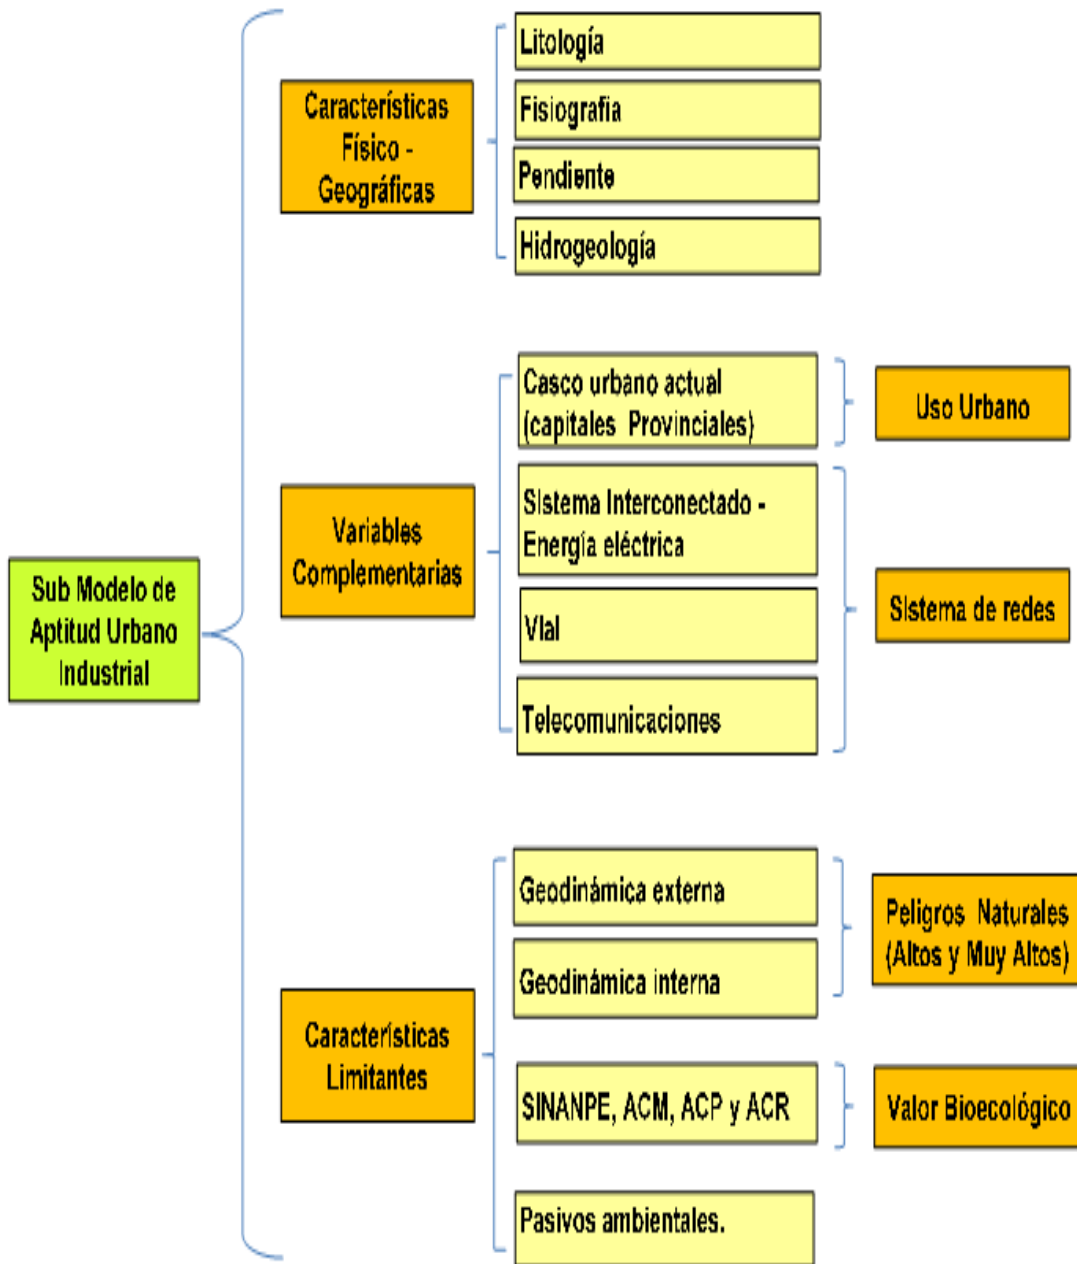 Sub Modelo de
Aptitud Urbano
Industrial
Características
Físico -
Geográficas
Litología
Fisiografia
Pendiente
Hidrogeología
Variables
Complementarias
Casco urbano actual
(capitales Provinciales)
Sistema Interconectado -
Energía eléctrica
Vial
Telecomunicaciones
Uso Urbano
Sistema de redes
Características
Limitantes
Geodinámica externa
Geodinámica interna
SINANPE, ACM, ACP y ACR
Pasivos ambientales.
Peligros Naturales
(Altos y Muy Altos)
Valor Bioecológico